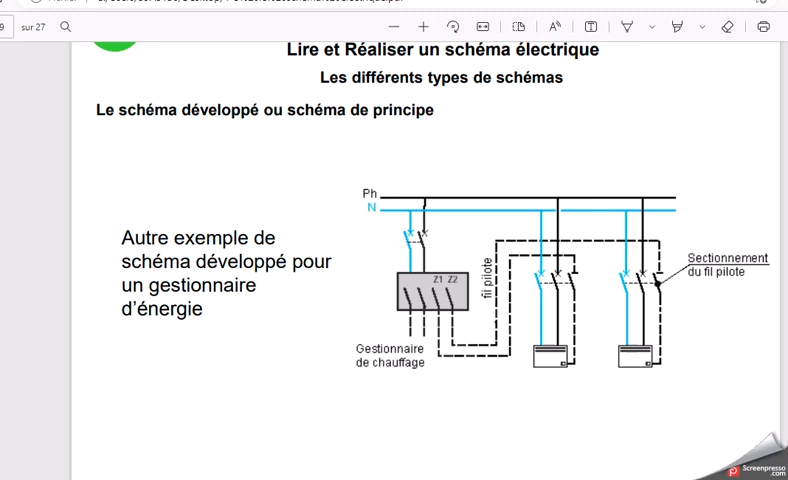 9 sur 27
Lire et Réaliser un schéma électrique
Les différents types de schémas
Le schéma développé ou schéma de principe
Autre exemple de
schéma développé pour
un gestionnaire
d’énergie
Ph
N
Z1 Z2
fil pilote
Sectionnement
du fil pilote
Gestionnaire
de chauffage
Screenpresso
.com